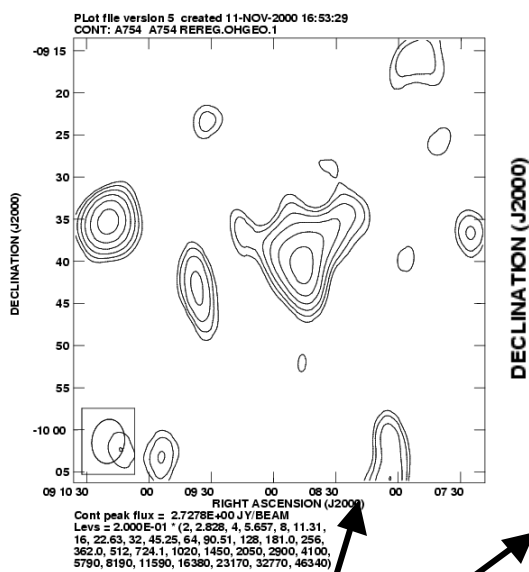 PLot file version 5 created 11-NOV-2000 16:53:29
CONT: A754 A754 REREG.OHGEO.1
-09 15
20
25
30
35
40
45
50
55
-10 00
05
DECLINATION (J2000)
09 10 30 00 09 30 00 08 30 00 07 30
RIGHT ASCENSION (J2000)
Cont peak flux = 2.7278E+00 JY/BEAM
Levs = 2.000E-01 * (2, 2.828, 4, 5.657, 8, 11.31,
16, 22.63, 32, 45.25, 64, 90.51, 128, 181.0, 256,
362.0, 512, 724.1, 1020, 1450, 2050, 2900, 4100,
5790, 8190, 11590, 16380, 23170, 32770, 46340)
DECLINATION (J2000)